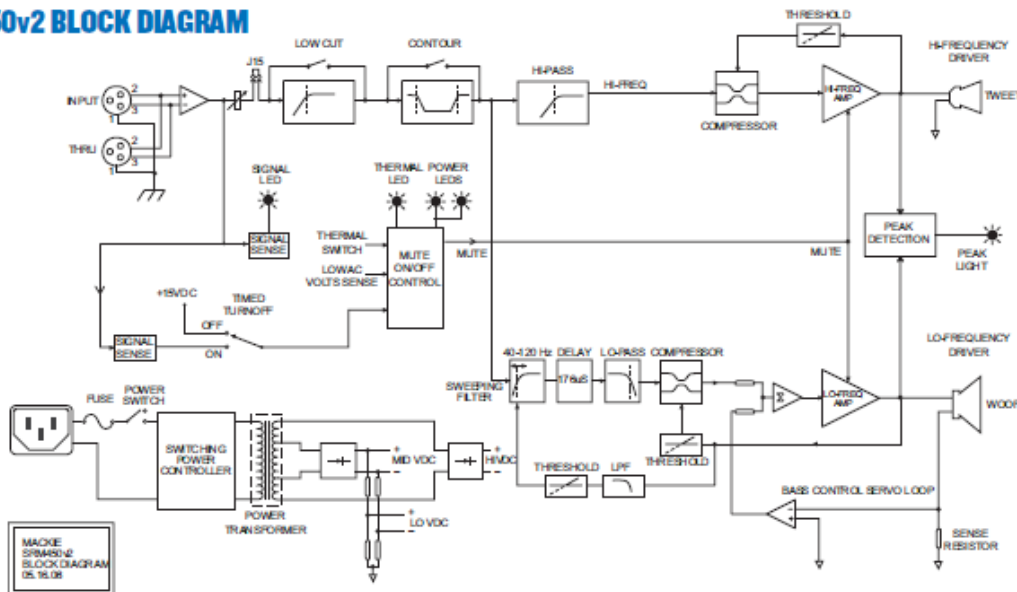 50v2 BLOCK DIAGRAM
THRESHOLD
LOW CUT
CONTOUR
HI-FREQUENCY
DRIVER
J15
HI-PASS
HI-FREQ
INPUT
2
3
1
HI-FREQ
AMP
TWEET
COMPRESSOR
THRU
2
3
1
SIGNAL
LED
THERMAL
LED
POWER
LEDS
SIGNAL
SENSE
THERMAL
SWITCH
MUTE
ON/OFF
CONTROL
MUTE
MUTE
PEAK
DETECTION
PEAK
LIGHT
LOW AC
VOLTS SENSE
+15VDC
TIMED
TURNOFF
OFF
ON
SIGNAL
SENSE
LO-FREQUENCY
DRIVER
40-120 Hz
DELAY
LO-PASS
COMPRESSOR
176uS
SWEEPING
FILTER
LO-FREQ
AMP
WOOF
FUSE
POWER
SWITCH
SWITCHING
POWER
CONTROLLER
+
MID VDC
-
+
HI VDC
-
THRESHOLD
THRESHOLD
LPF
POWER
TRANSFORMER
+
LO VDC
-
BASS CONTROL SERVO LOOP
SENSE
RESISTOR
MACKIE
SRM450v2
BLOCK DIAGRAM
05.16.08